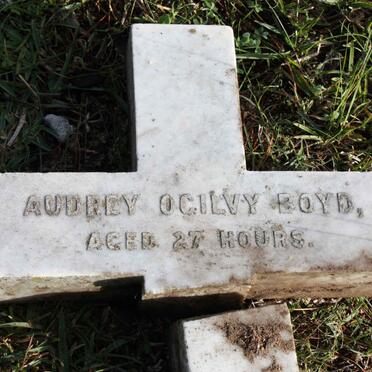 AUDREY OGILVY BOYD,
AGED 27 HOURS.